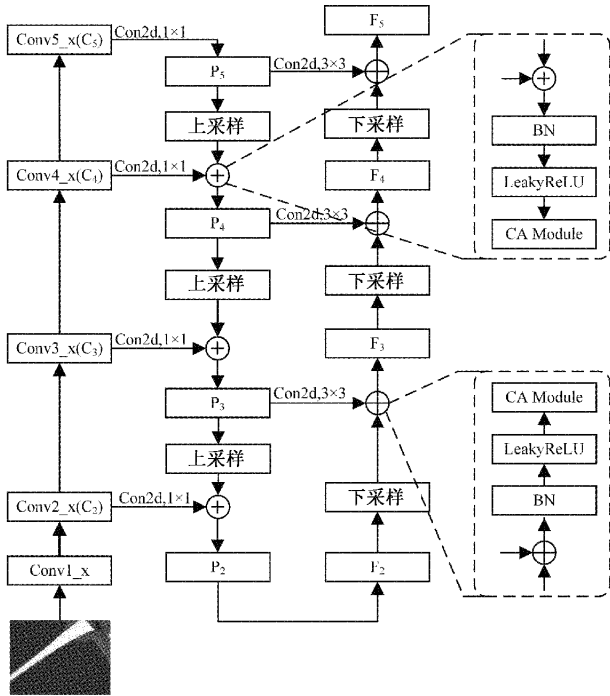 Conv5_x(C₅)
Con2d,1×1
P₅
上采样
Conv4_x(C₄)
Con2d,1×1
P₄
上采样
Conv3_x(C₃)
Con2d,1×1
P₃
上采样
Conv2_x(C₂)
Con2d,1×1
P₂
Conv1_x
F₅
Con2d,3×3
下采样
F₄
Con2d,3×3
下采样
F₃
Con2d,3×3
下采样
F₂
BN
LeakyReLU
CA Module
CA Module
LeakyReLU
BN